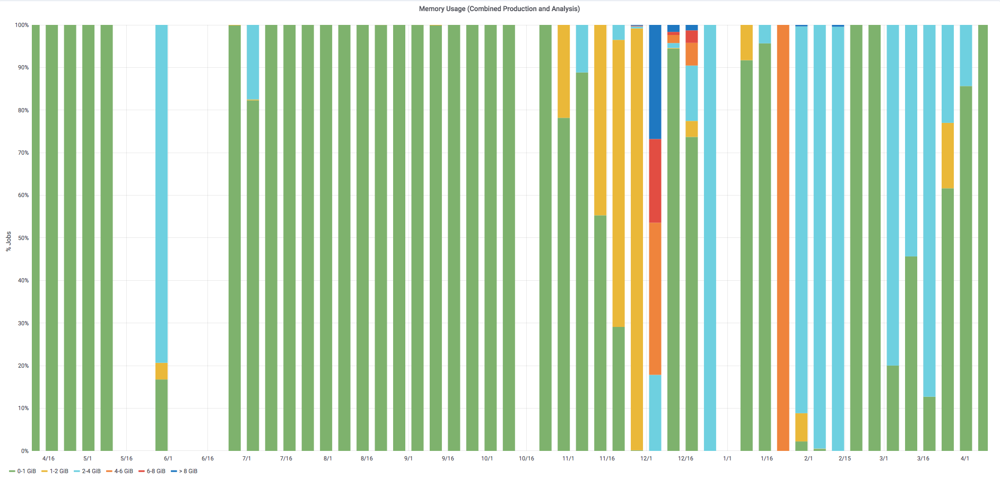 Memory Usage (Combined Production and Analysis)
100%
90%
80%
70%
60%
50%
40%
30%
20%
10%
0%
% Jobs
4/16 5/1 5/16 6/1 6/16 7/1 7/16 8/1 8/16 9/1 9/16 10/1 10/16 11/1 11/16 12/1 12/16 1/1 1/16 2/1 2/15 3/1 3/16 4/1
0-1 GiB 1-2 GiB 2-4 GiB 4-6 GiB 6-8 GiB > 8 GiB